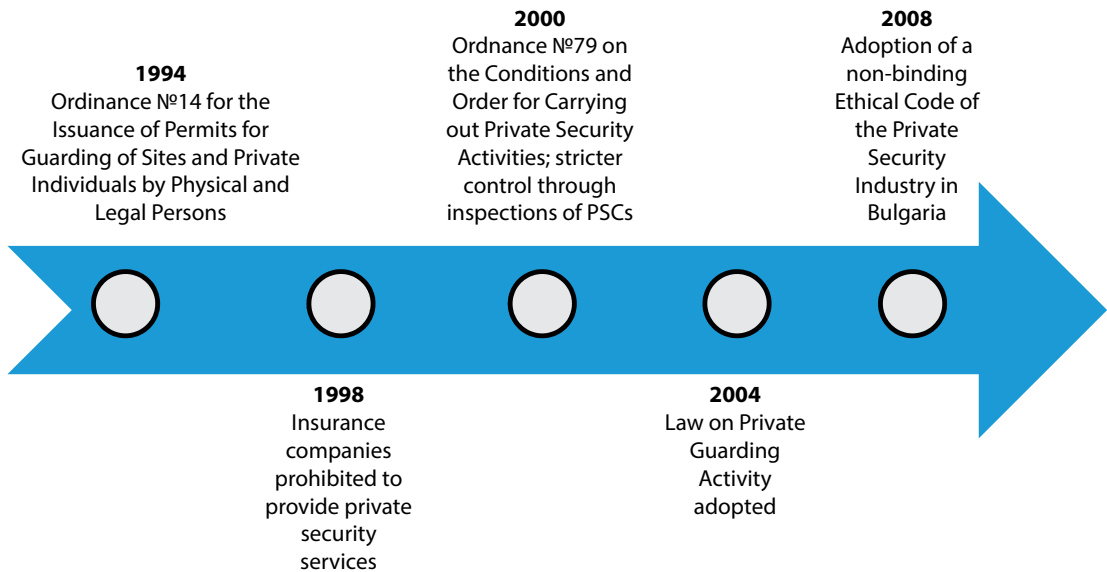 1994
Ordinance №14 for the
Issuance of Permits for
Guarding of Sites and Private
Individuals by Physical and
Legal Persons
1998
Insurance
companies
prohibited to
provide private
security
services
2000
Ordnance №79 on
the Conditions and
Order for Carrying
out Private Security
Activities; stricter
control through
inspections of PSCs
2004
Law on Private
Guarding
Activity
adopted
2008
Adoption of a
non-binding
Ethical Code of
the Private
Security
Industry in
Bulgaria